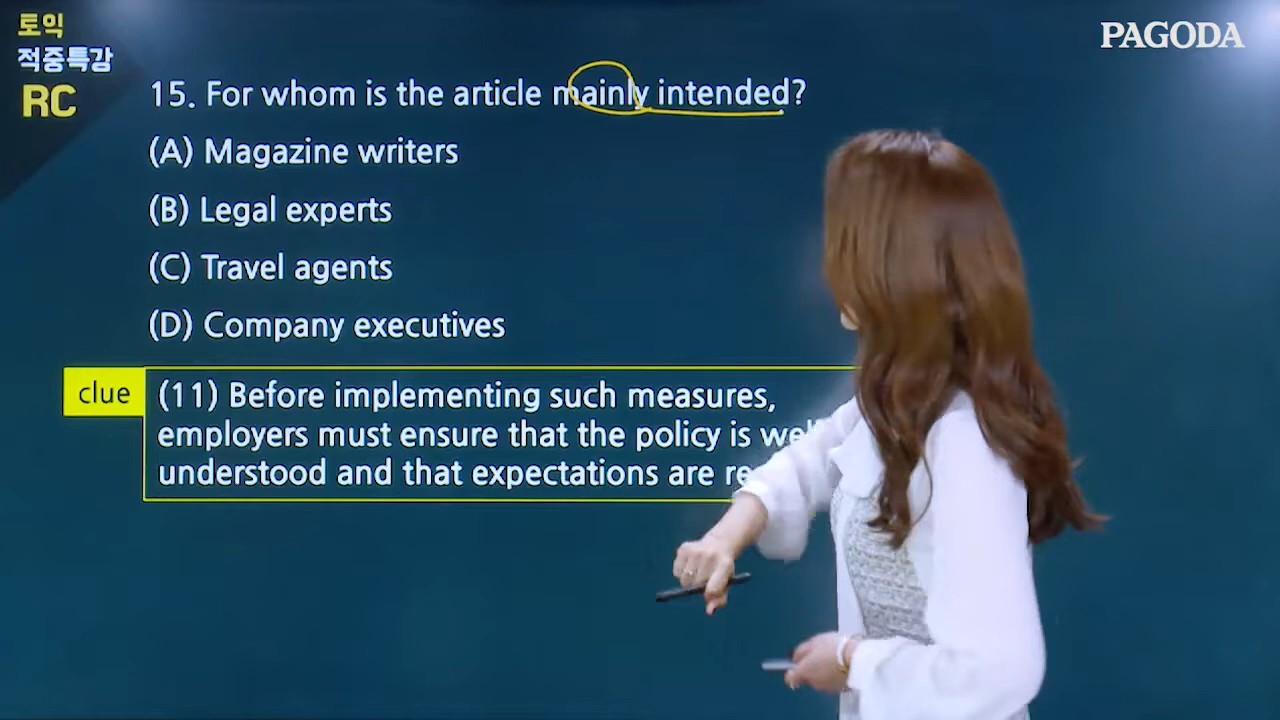 토익
적중특강
RC
PAGODA
15. For whom is the article mainly intended?
(A) Magazine writers
(B) Legal experts
(C) Travel agents
(D) Company executives
clue
(11) Before implementing such measures,
employers must ensure that the policy is
understood and that expectations are